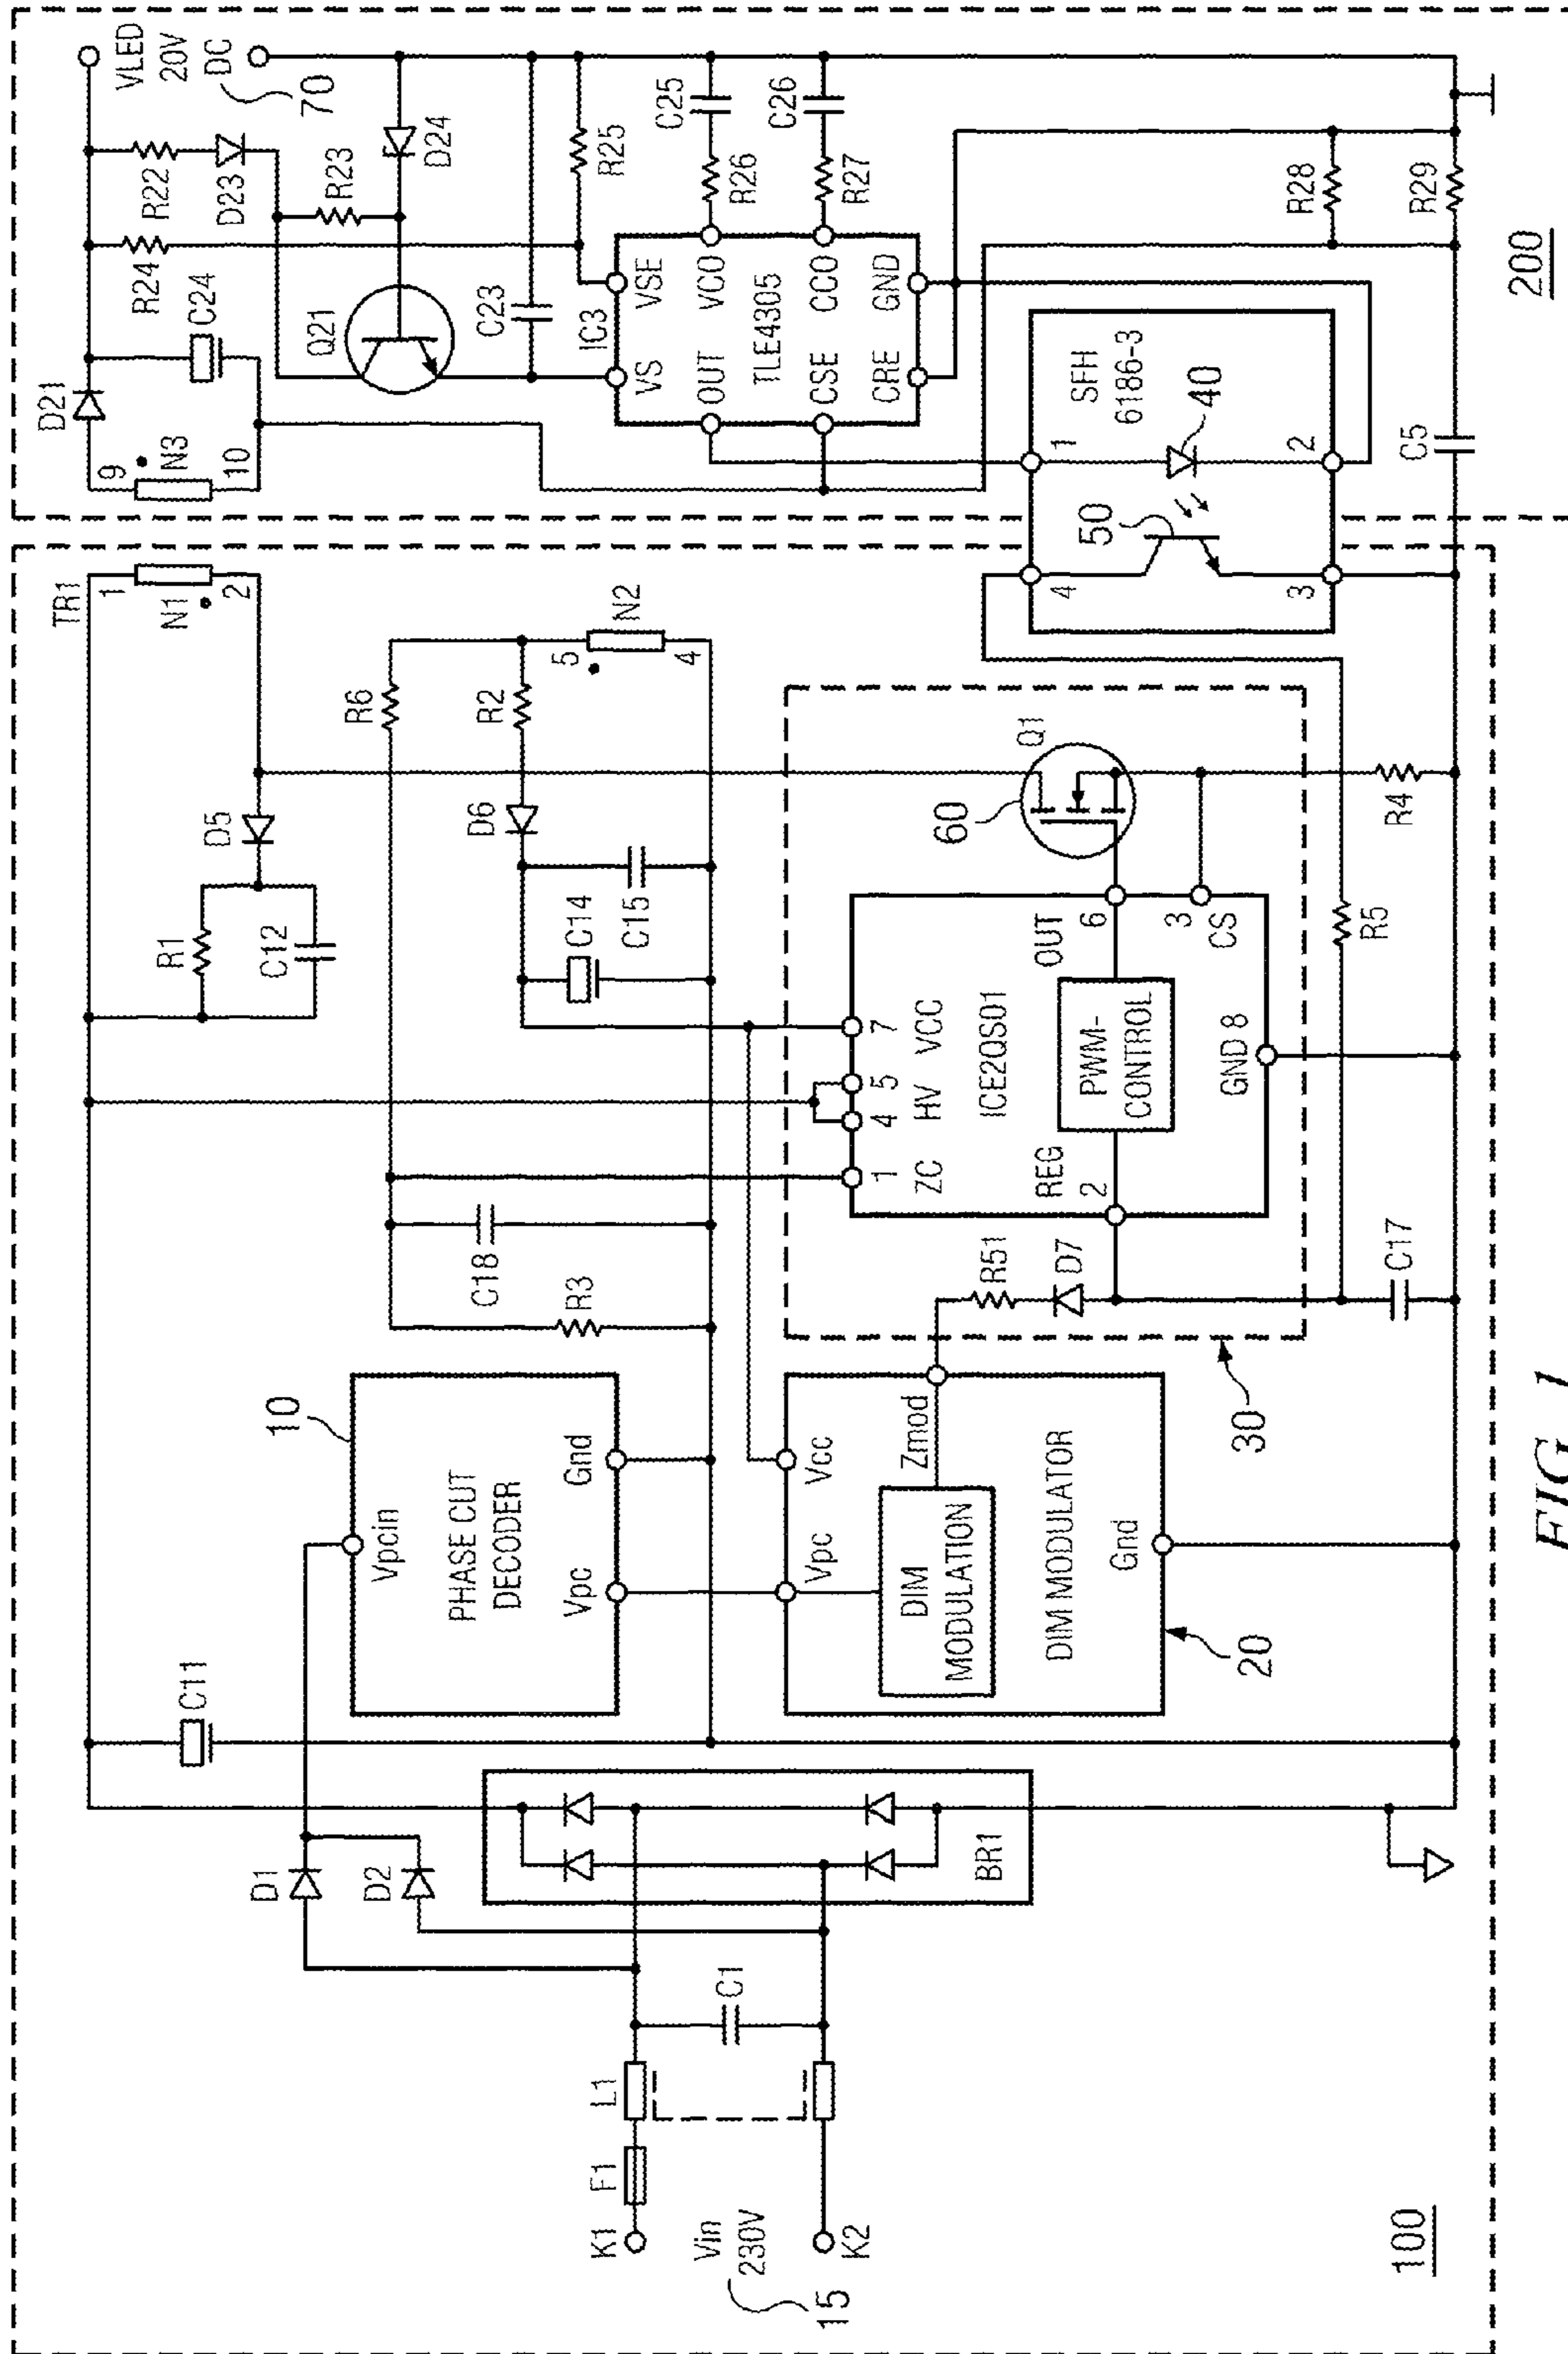 VLED
20V
DC
70
D21
R24
R22
D23
C24
9
N3
10
Q21
R23
D24
C23
R25
IC3
VS
VSE
OUT
VCO
TLE4305
CSE
CCO
CRE
GND
R26
C25
R27
C26
SFH
6186-3
1
40
2
50
4
3
R28
R29
C5
200
TR1
1
N1
2
D5
R1
C12
R6
R2
5
N2
4
D6
C14
C15
C18
R3
Q1
60
ZC
1
HV
4
5
VCC
7
ICE2QS01
REG
2
PWM-
CONTROL
OUT
6
3
CS
GND 8
R51
D7
R4
R5
C17
30
10
Vpcin
PHASE CUT
DECODER
Vpc
Gnd
Vpc
Vcc
DIM
MODULATION
Zmod
DIM MODULATOR
Gnd
20
C11
D1
D2
BR1
C1
L1
F1
K1
Vin
230V
K2
15
100
FIG. 1